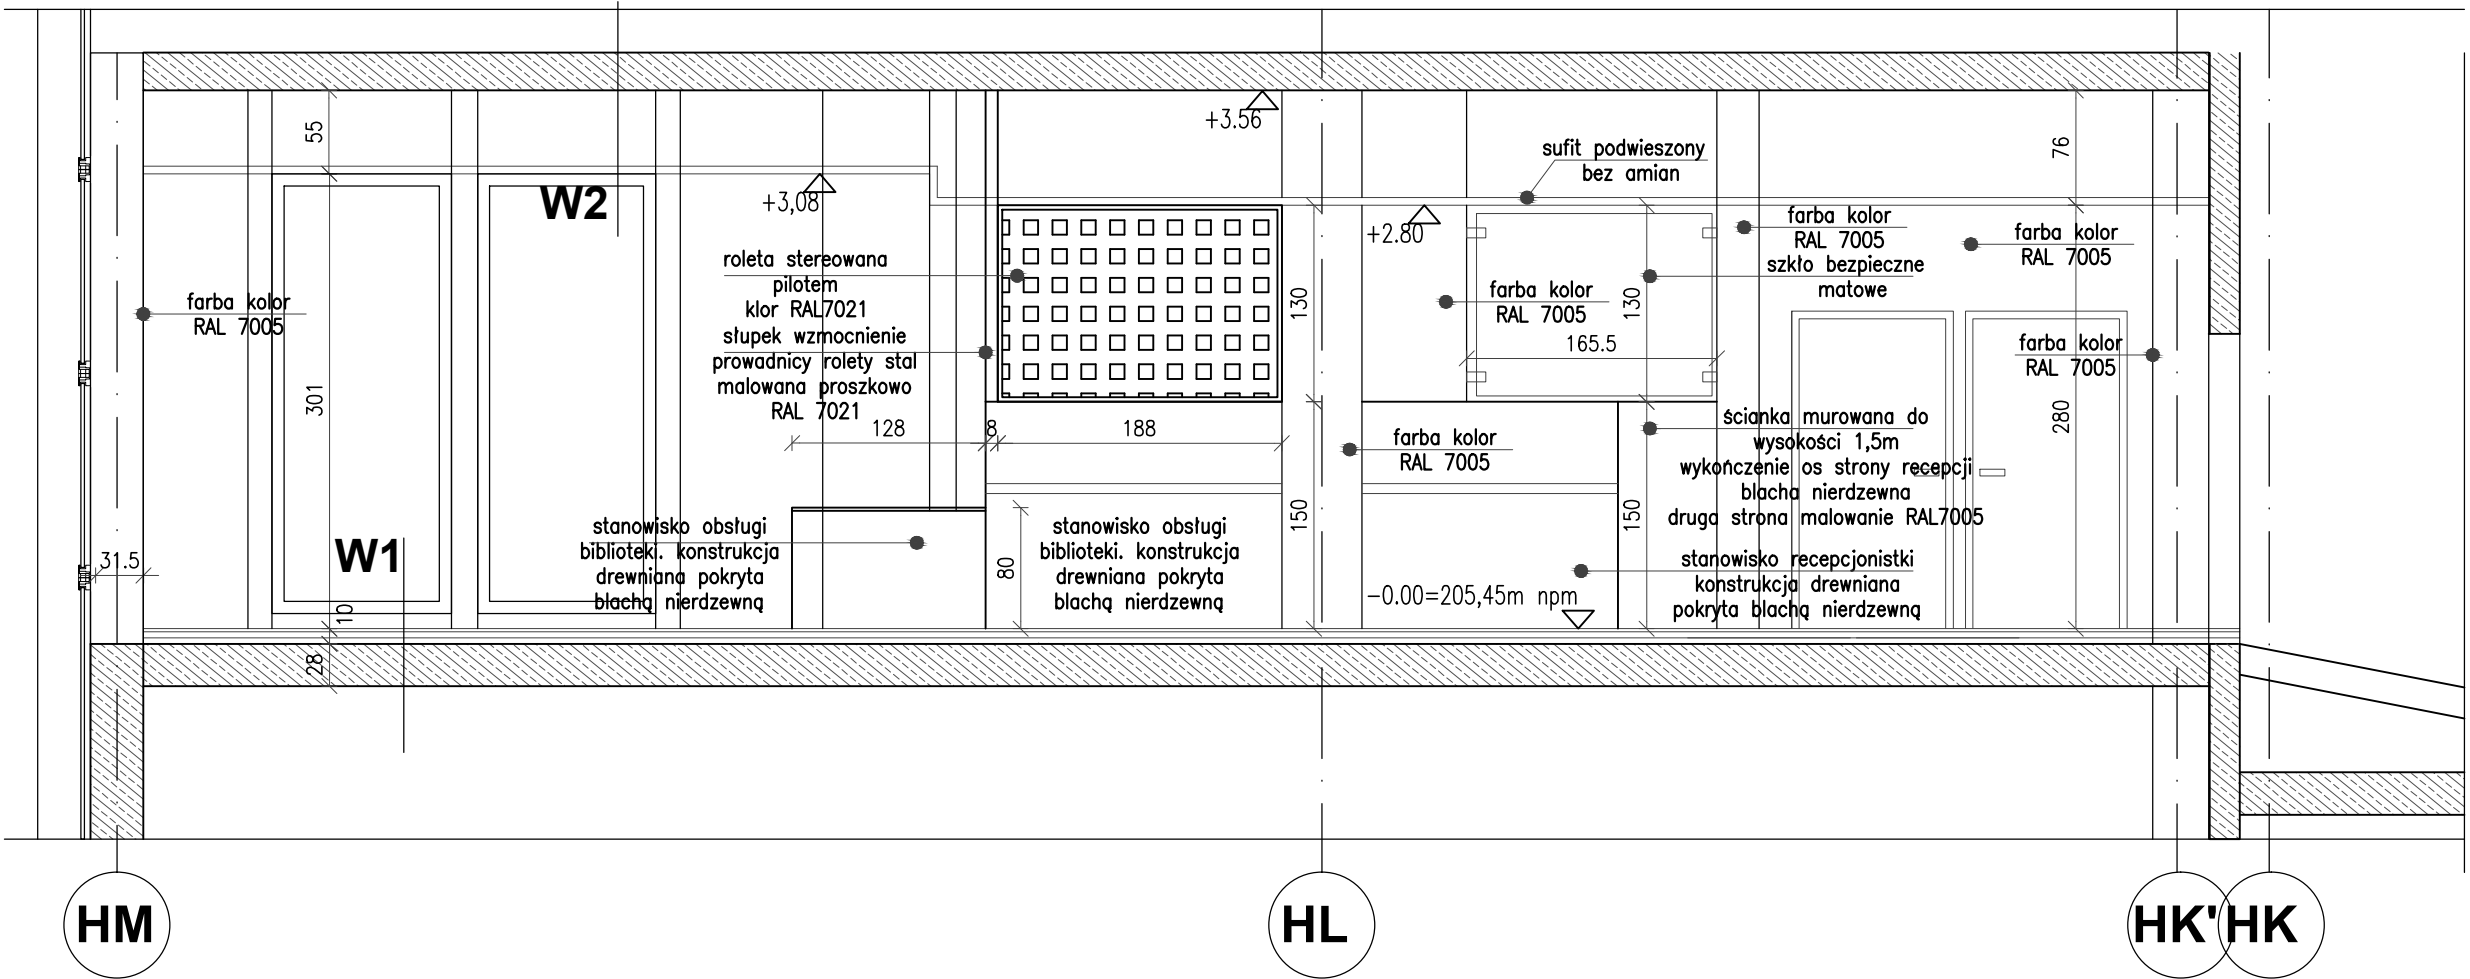 +3.56
55
76
sufit podwieszony
bez amian
W2
+3,08
+2.80
farba kolor
RAL 7005
farba kolor
RAL 7005
szkło bezpieczne
matowe
roleta stereowana
pilotem
klor RAL7021
słupek wzmocnienie
prowadnicy rolety stal
malowana proszkowo
RAL 7021
farba kolor
RAL 7005
farba kolor
RAL 7005
130
130
165.5
farba kolor
RAL 7005
301
128
8
188
280
farba kolor
RAL 7005
ścianka murowana do
wysokości 1,5m
wykończenie os strony recepcji
blacha nierdzewna
druga strona malowanie RAL7005
150
150
W1
31.5
10
28
stanowisko obsługi
biblioteki. konstrukcja
drewniana pokryta
blachą nierdzewną
80
stanowisko obsługi
biblioteki. konstrukcja
drewniana pokryta
blachą nierdzewną
-0.00=205,45m npm
stanowisko recepcjonistki
konstrukcja drewniana
pokryta blachą nierdzewną
HM
HL
HK'
HK